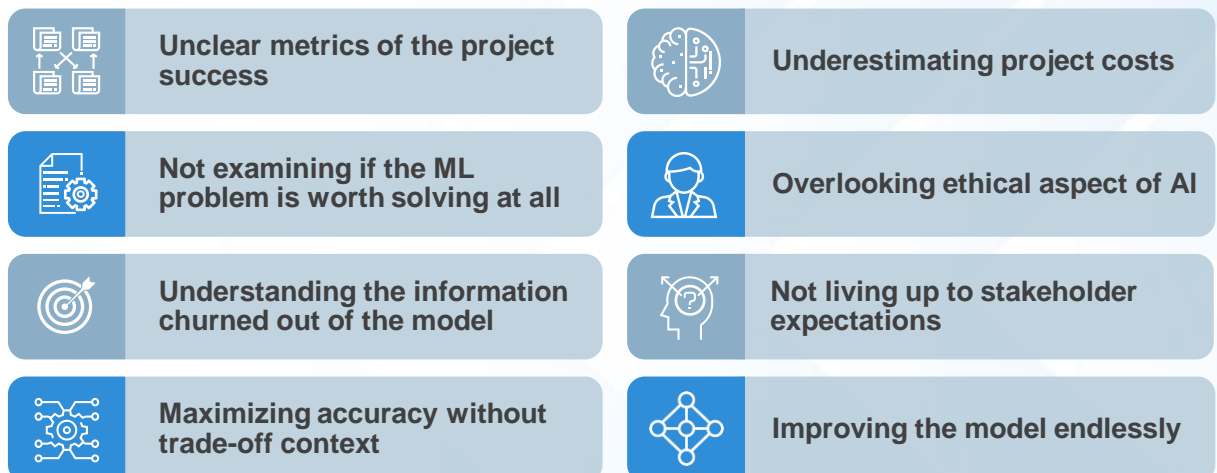 Unclear metrics of the project
success
Underestimating project costs
Not examining if the ML
problem is worth solving at all
Overlooking ethical aspect of AI
Understanding the information
churned out of the model
Not living up to stakeholder
expectations
Maximizing accuracy without
trade-off context
Improving the model endlessly